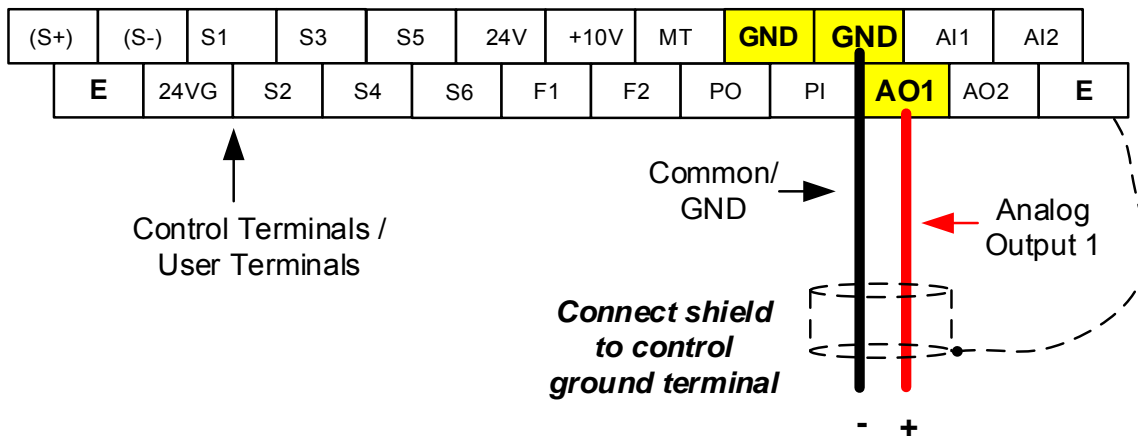 (S+) (S-) S1 S3 S5 24V +10V MT GND GND AI1 AI2
E 24VG S2 S4 S6 F1 F2 PO PI AO1 AO2 E
Common/
GND
Control Terminals /
User Terminals
Analog
Output 1
Connect shield
to control
ground terminal
- +